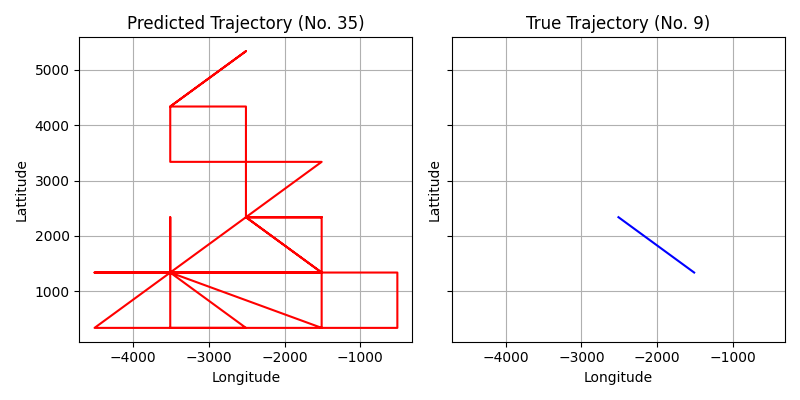 Predicted Trajectory (No. 35)
True Trajectory (No. 9)
Lattitude
5000
4000
3000
2000
1000
−4000
−3000
−2000
−1000
Longitude
Lattitude
−4000
−3000
−2000
−1000
Longitude